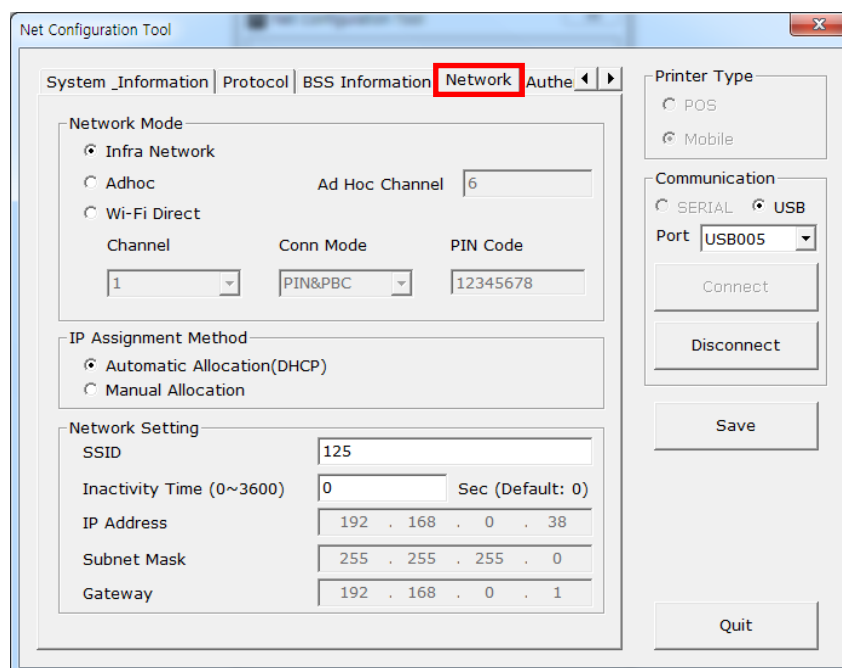 Net Configuration Tool
Net Configuration Tool
System _Information Protocol BSS Information Network Authe
Network Mode
Infra Network
Adhoc Ad Hoc Channel 6
Wi-Fi Direct
Channel Conn Mode PIN Code
1 PIN&PBC 12345678
IP Assignment Method
Automatic Allocation(DHCP)
Manual Allocation
Network Setting
SSID 125
Inactivity Time (0~3600) 0 Sec (Default: 0)
IP Address 192 . 168 . 0 . 38
Subnet Mask 255 . 255 . 255 . 0
Gateway 192 . 168 . 0 . 1
Printer Type
POS
Mobile
Communication
SERIAL USB
Port USB005
Connect
Disconnect
Save
Quit